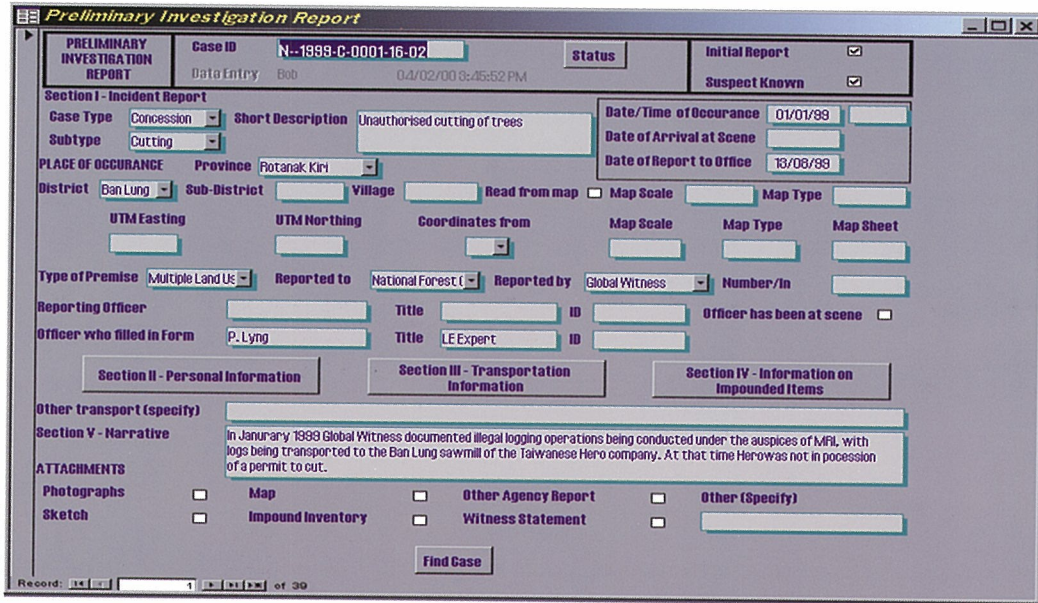 Preliminary Investigation Report
PRELIMINARY INVESTIGATION REPORT
Case ID N--1999-C-0001-16-02
Status
Initial Report
Data Entry Bob 04/02/00 3:45:52 PM
Suspect Known
Section I - Incident Report
Case Type Concession Short Description Unauthorised cutting of trees
Subtype Cutting
Date/Time of Occurance 01/01/99
Date of Arrival at Scene
Date of Report to Office 18/08/99
PLACE OF OCCURANCE Province Rotanak Kiri
District Ban Lung Sub-District Village Read from map Map Scale Map Type
UTM Easting UTM Northing Coordinates from Map Scale Map Type Map Sheet
Type of Premise Multiple Land Us Reported to National Forest ( Reported by Global Witness Number/In
Reporting Officer Title ID Officer has been at scene
Officer who filled in Form P. Lyng Title LE Expert ID
Section II - Personal Information
Section III - Transportation Information
Section IV - Information on Impounded Items
Other transport (specify)
Section V - Narrative
In Janurary 1999 Global Witness documented illegal logging operations being conducted under the auspices of MRI, with
logs being transported to the Ban Lung sawmill of the Taiwanese Hero company. At that time Herowas not in pocession
of a permit to cut.
ATTACHMENTS
Photographs Map Other Agency Report Other (Specify)
Sketch Impound Inventory Witness Statement
Find Case
Record: 1 of 39